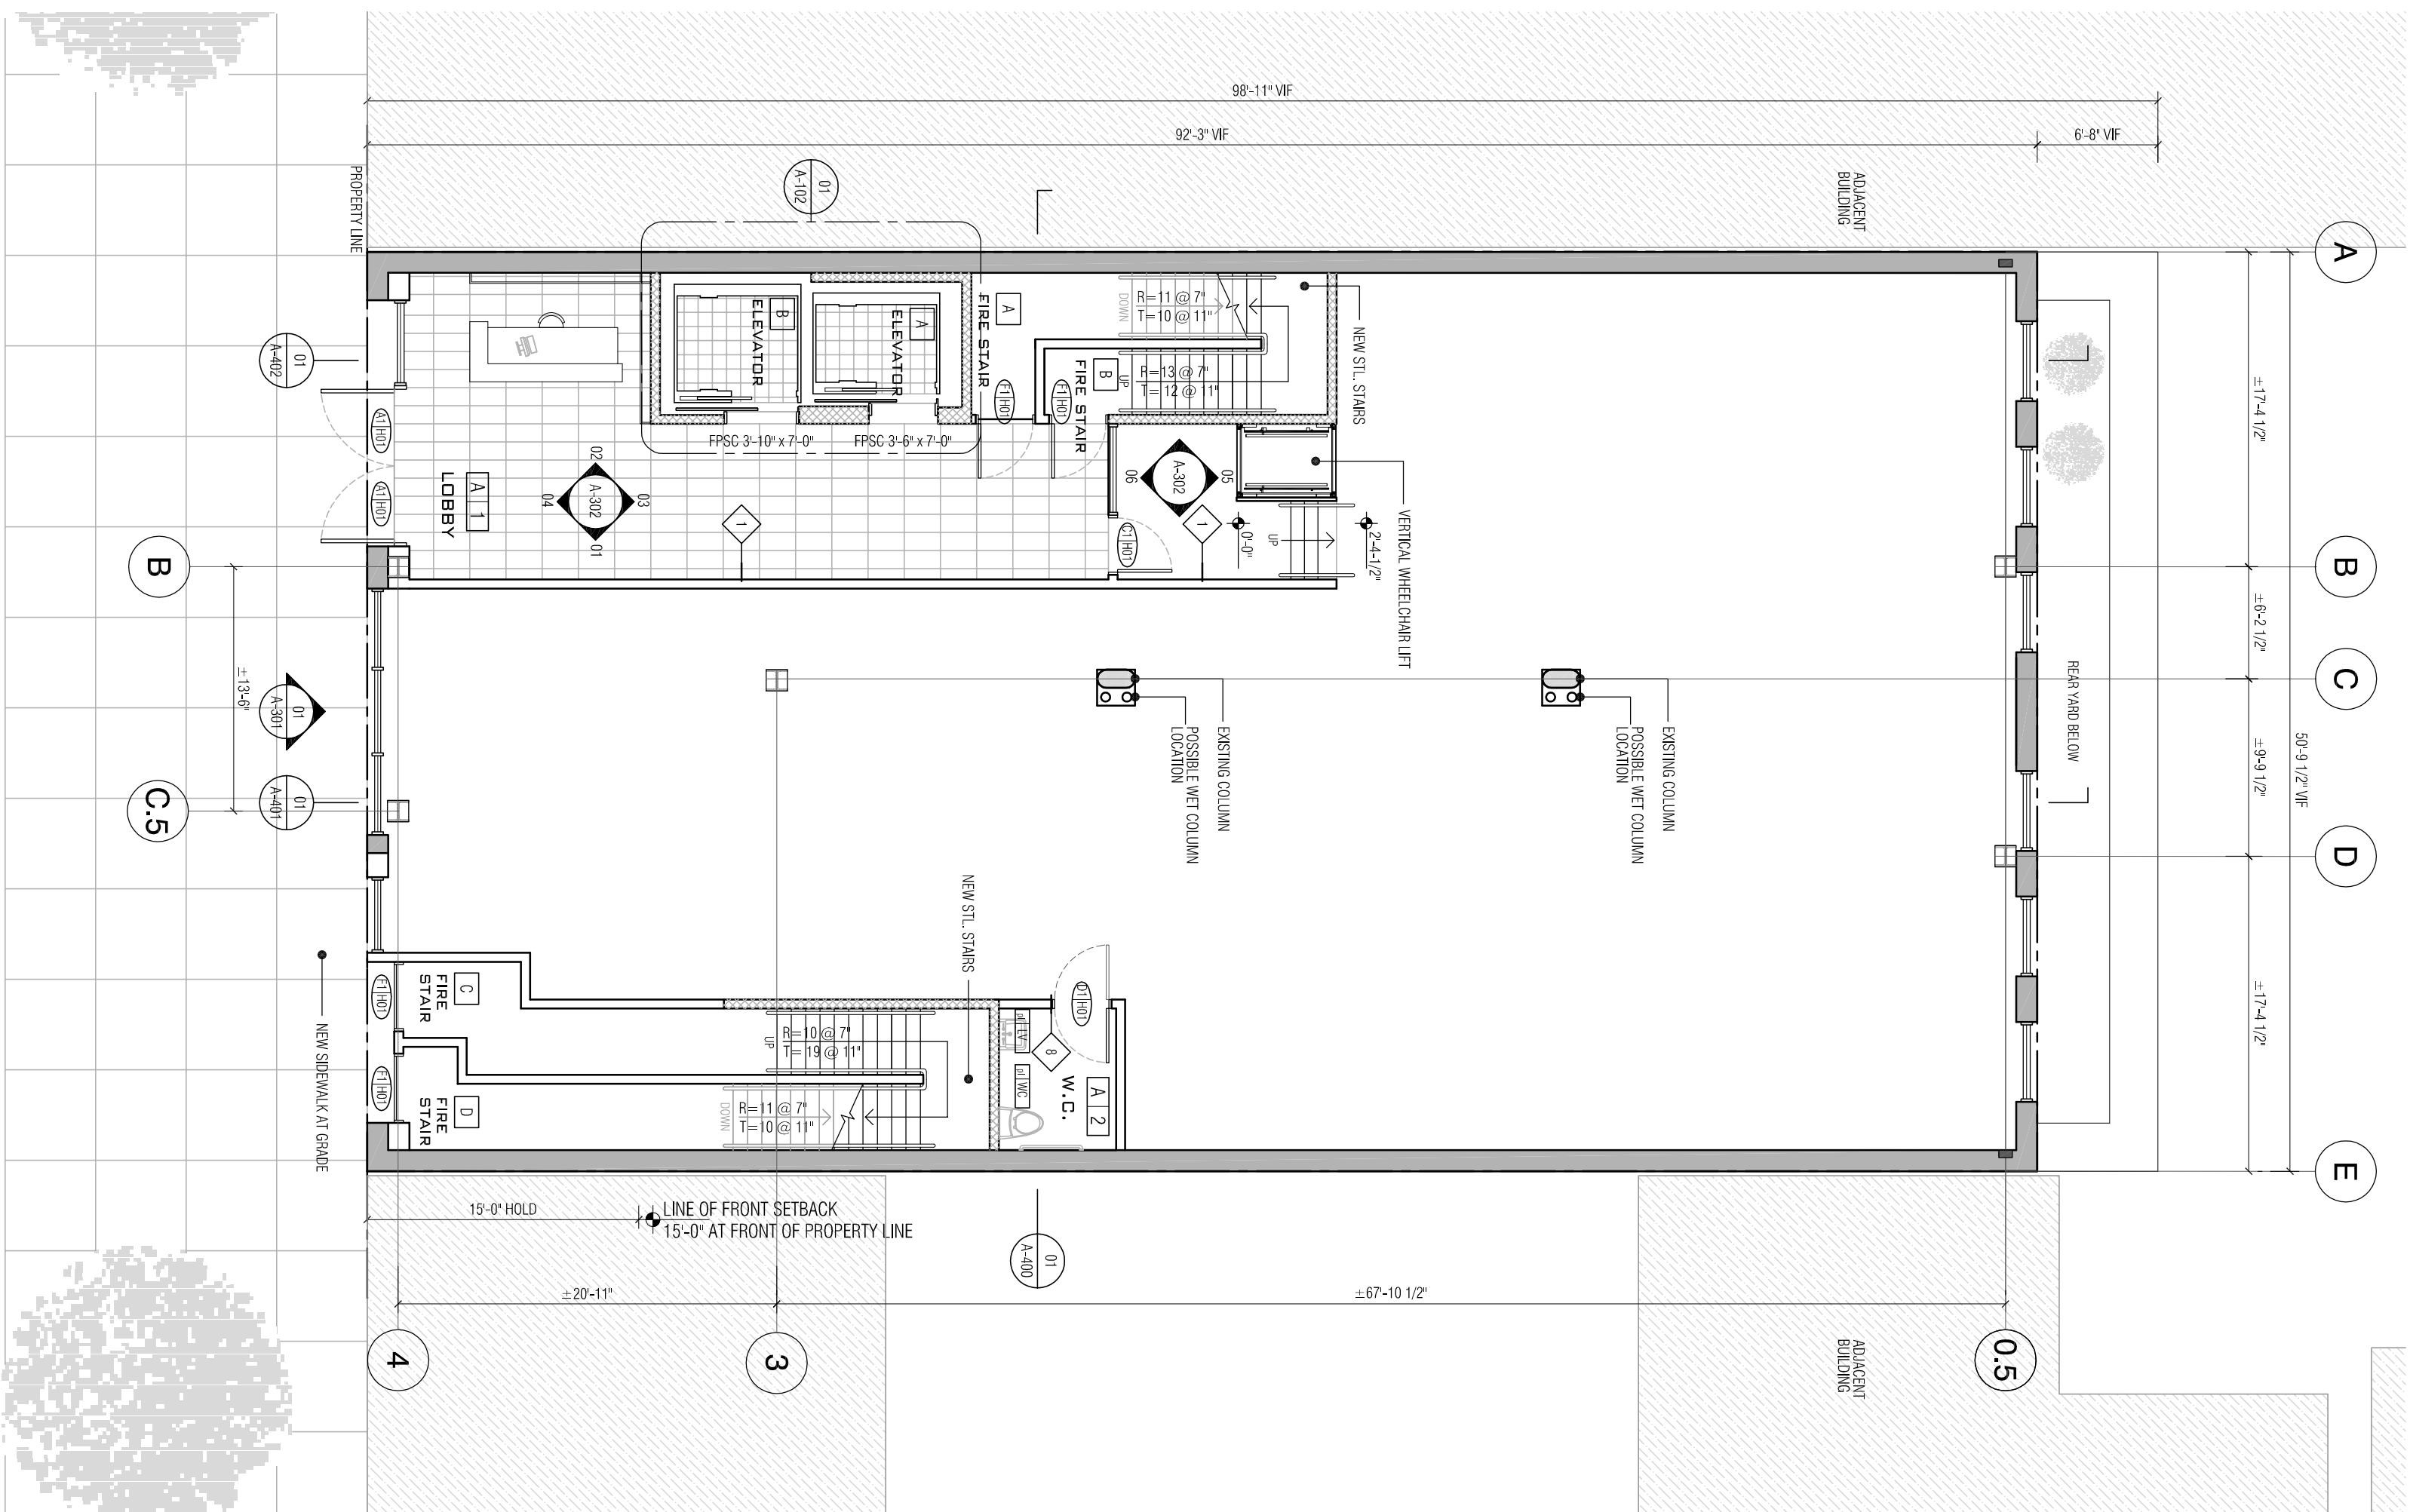 98'-11" VIF
92'-3" VIF
6'-8" VIF
PROPERTY LINE
01
A-102
ADJACENT
BUILDING
A
±17'-4 1/2"
B
±6'-2 1/2"
C
±9'-9 1/2"
50'-9 1/2" VIF
D
±17'-4 1/2"
E
REAR YARD BELOW
ELEVATOR
B
ELEVATOR
A
FIRE STAIR
A
FIRE STAIR
B
DOWN
R=11 @ 7"
T=10 @ 11"
UP
R=13 @ 7"
T= 12 @ 11"
NEW STL. STAIRS
F1 H01
F1 H01
FPSC 3'-10" x 7'-0"
FPSC 3'-6" x 7'-0"
01
A-402
A1 H01
A1 H01
LOBBY
A 1
02
A-302
04
03
01
1
A-302
06
05
1
C1 H01
0'-0"
UP
2'-4-1/2"
VERTICAL WHEELCHAIR LIFT
B
±13'-6"
01
A-301
01
A-401
C.5
EXISTING COLUMN
POSSIBLE WET COLUMN
LOCATION
EXISTING COLUMN
POSSIBLE WET COLUMN
LOCATION
NEW STL. STAIRS
D1 H01
8
pl LV
pl WC
W.C.
A 2
FIRE
STAIR
C
F1 H01
FIRE
STAIR
D
F1 H01
UP
R=10 @ 7"
T= 19 @ 11"
DOWN
R=11 @ 7"
T=10 @ 11"
NEW SIDEWALK AT GRADE
15'-0" HOLD
LINE OF FRONT SETBACK
15'-0" AT FRONT OF PROPERTY LINE
01
A-400
±20'-11"
±67'-10 1/2"
4
3
0.5
ADJACENT
BUILDING